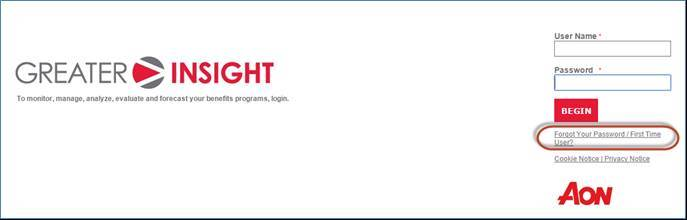 GREATER INSIGHT
To monitor, manage, analyze, evaluate and forecast your benefits programs, login.
User Name *
Password *
BEGIN
Forgot Your Password / First Time
User?
Cookie Notice | Privacy Notice
AON